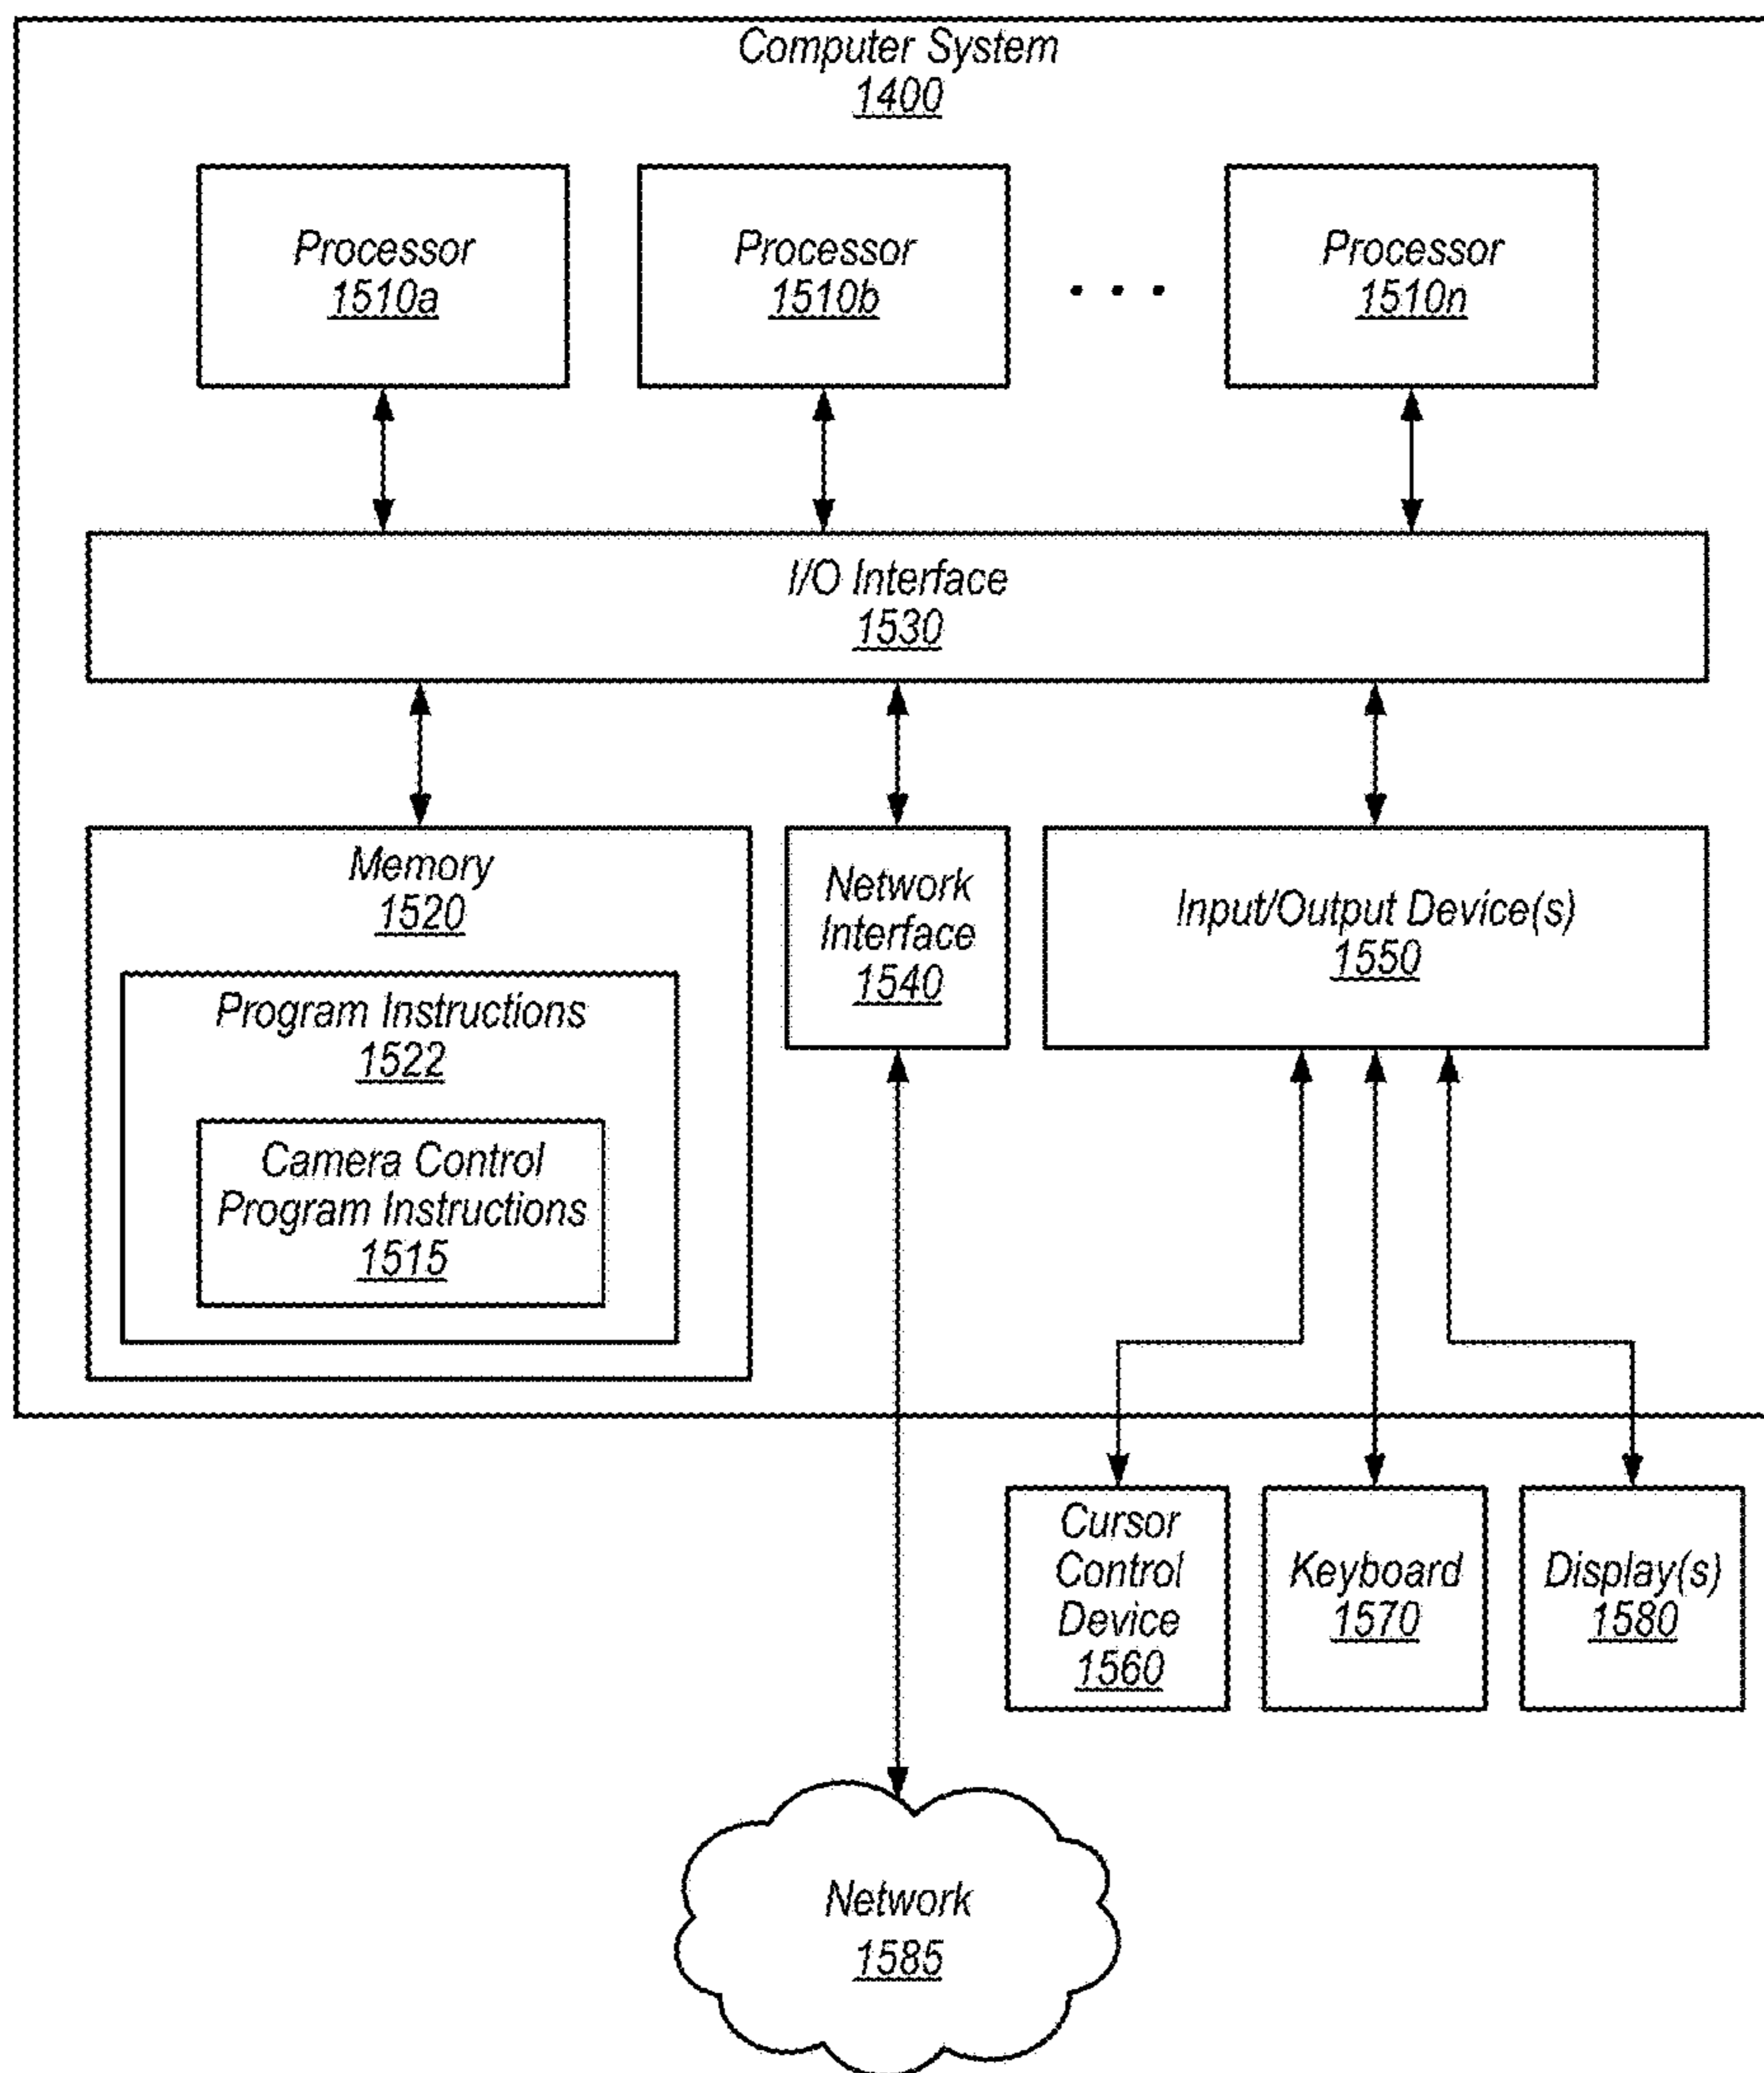 Computer System
1400
Processor
1510a
Processor
1510b
. . .
Processor
1510n
I/O Interface
1530
Memory
1520
Program Instructions
1522
Camera Control
Program Instructions
1515
Network
Interface
1540
Input/Output Device(s)
1550
Cursor
Control
Device
1560
Keyboard
1570
Display(s)
1580
Network
1585